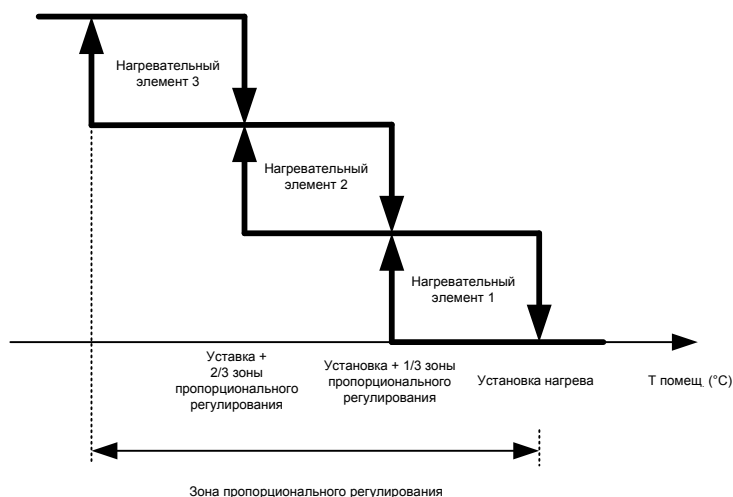 Нагревательный
элемент 3
Нагревательный
элемент 2
Нагревательный
элемент 1
Уставка +
2/3 зоны
пропорционального
регулирования
Установка + 1/3 зоны
пропорционального
регулирования
Установка нагрева
Т помещ. (°C)
Зона пропорционального регулирования